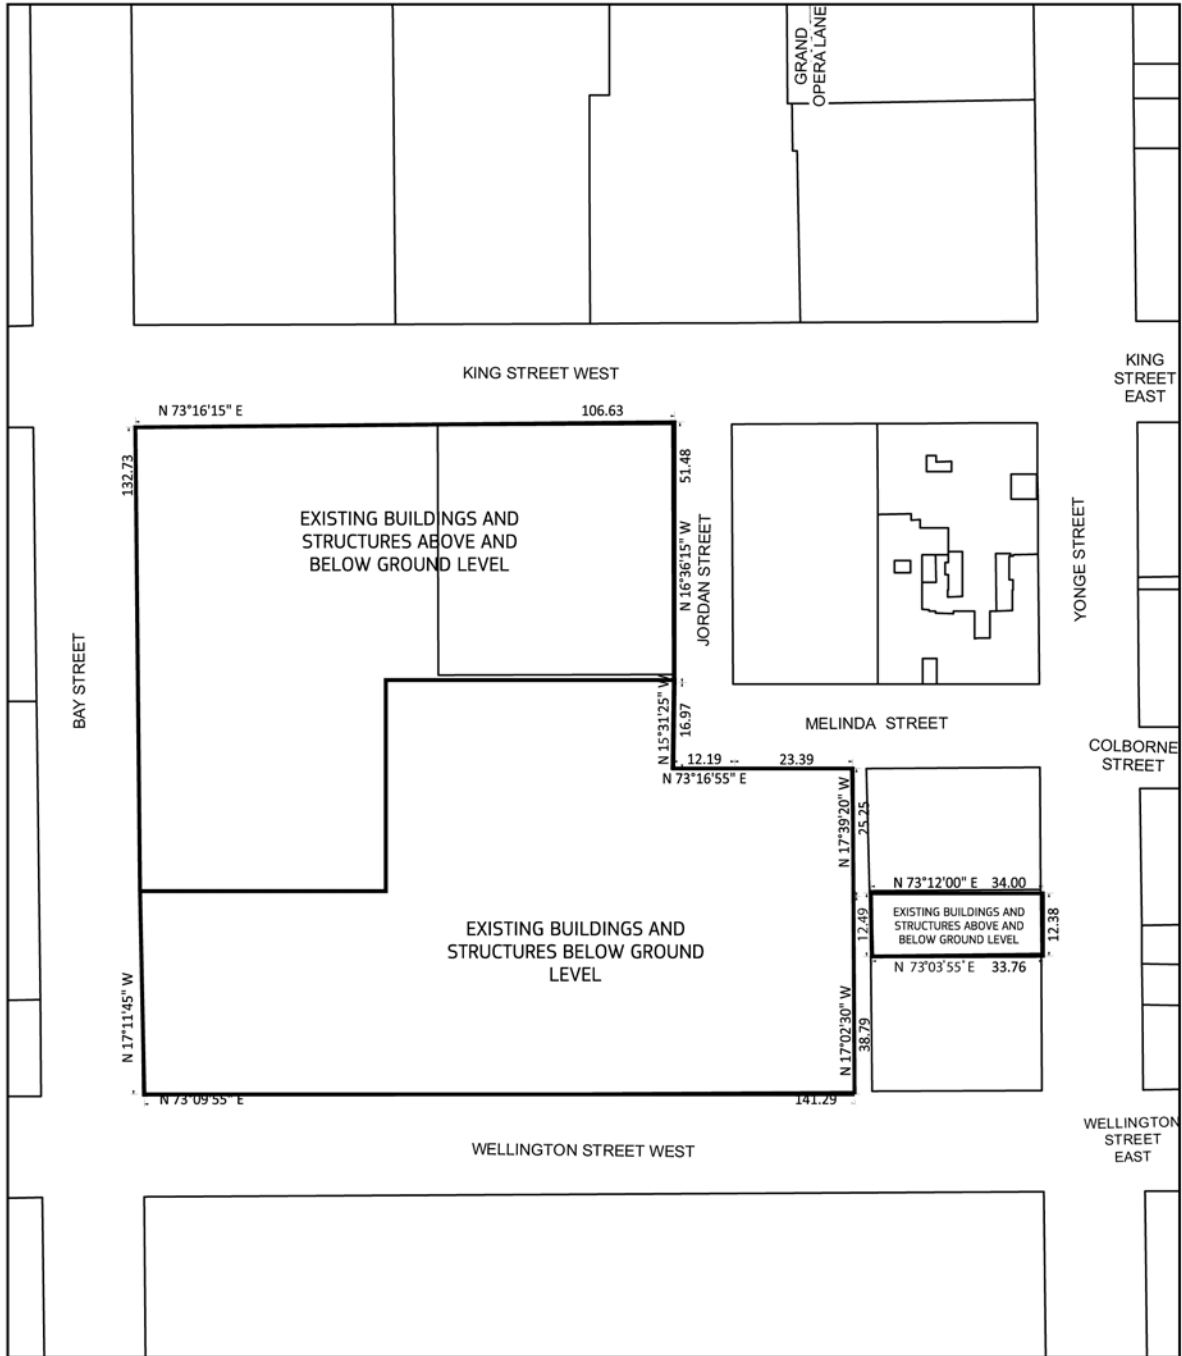 GRAND
OPERA LANE
KING STREET WEST
KING
STREET
EAST
N 73°16'15" E
106.63
132.73
51.48
N 16°36'15" W
JORDAN STREET
EXISTING BUILDINGS AND
STRUCTURES ABOVE AND
BELOW GROUND LEVEL
YONGE STREET
BAY STREET
N 15°31'25" W
16.97
MELINDA STREET
COLBORNE
STREET
12.19
23.39
N 73°16'55" E
N 17°39'20" W
25.25
N 73°12'00" E
34.00
12.49
EXISTING BUILDINGS AND
STRUCTURES ABOVE AND
BELOW GROUND LEVEL
12.38
N 73°03'55" E
33.76
EXISTING BUILDINGS AND
STRUCTURES BELOW GROUND
LEVEL
N 17°11'45" W
N 17°02'30" W
38.79
N 73°09'55" E
141.29
WELLINGTON STREET WEST
WELLINGTON
STREET
EAST